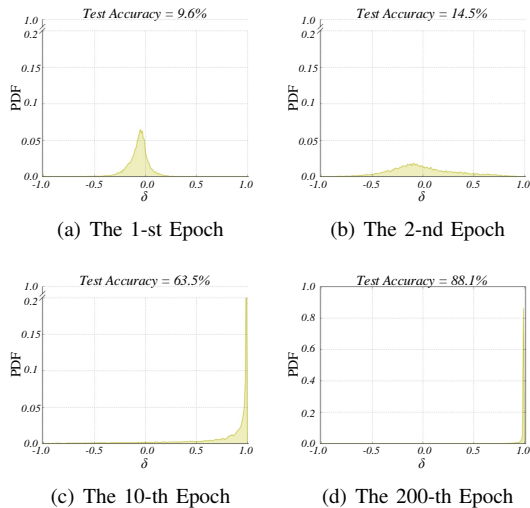 Test Accuracy = 9.6%
1.0
0.2
0.15
PDF
0.1
0.05
0.0
-1.0 -0.5 0.0 0.5 1.0
δ
(a) The 1-st Epoch
Test Accuracy = 14.5%
1.0
0.2
0.15
PDF
0.1
0.05
0.0
-1.0 -0.5 0.0 0.5 1.0
δ
(b) The 2-nd Epoch
Test Accuracy = 63.5%
1.0
0.2
0.15
PDF
0.1
0.05
0.0
-1.0 -0.5 0.0 0.5 1.0
δ
(c) The 10-th Epoch
Test Accuracy = 88.1%
1.0
0.8
0.6
PDF
0.4
0.2
0.0
-1.0 -0.5 0.0 0.5 1.0
δ
(d) The 200-th Epoch